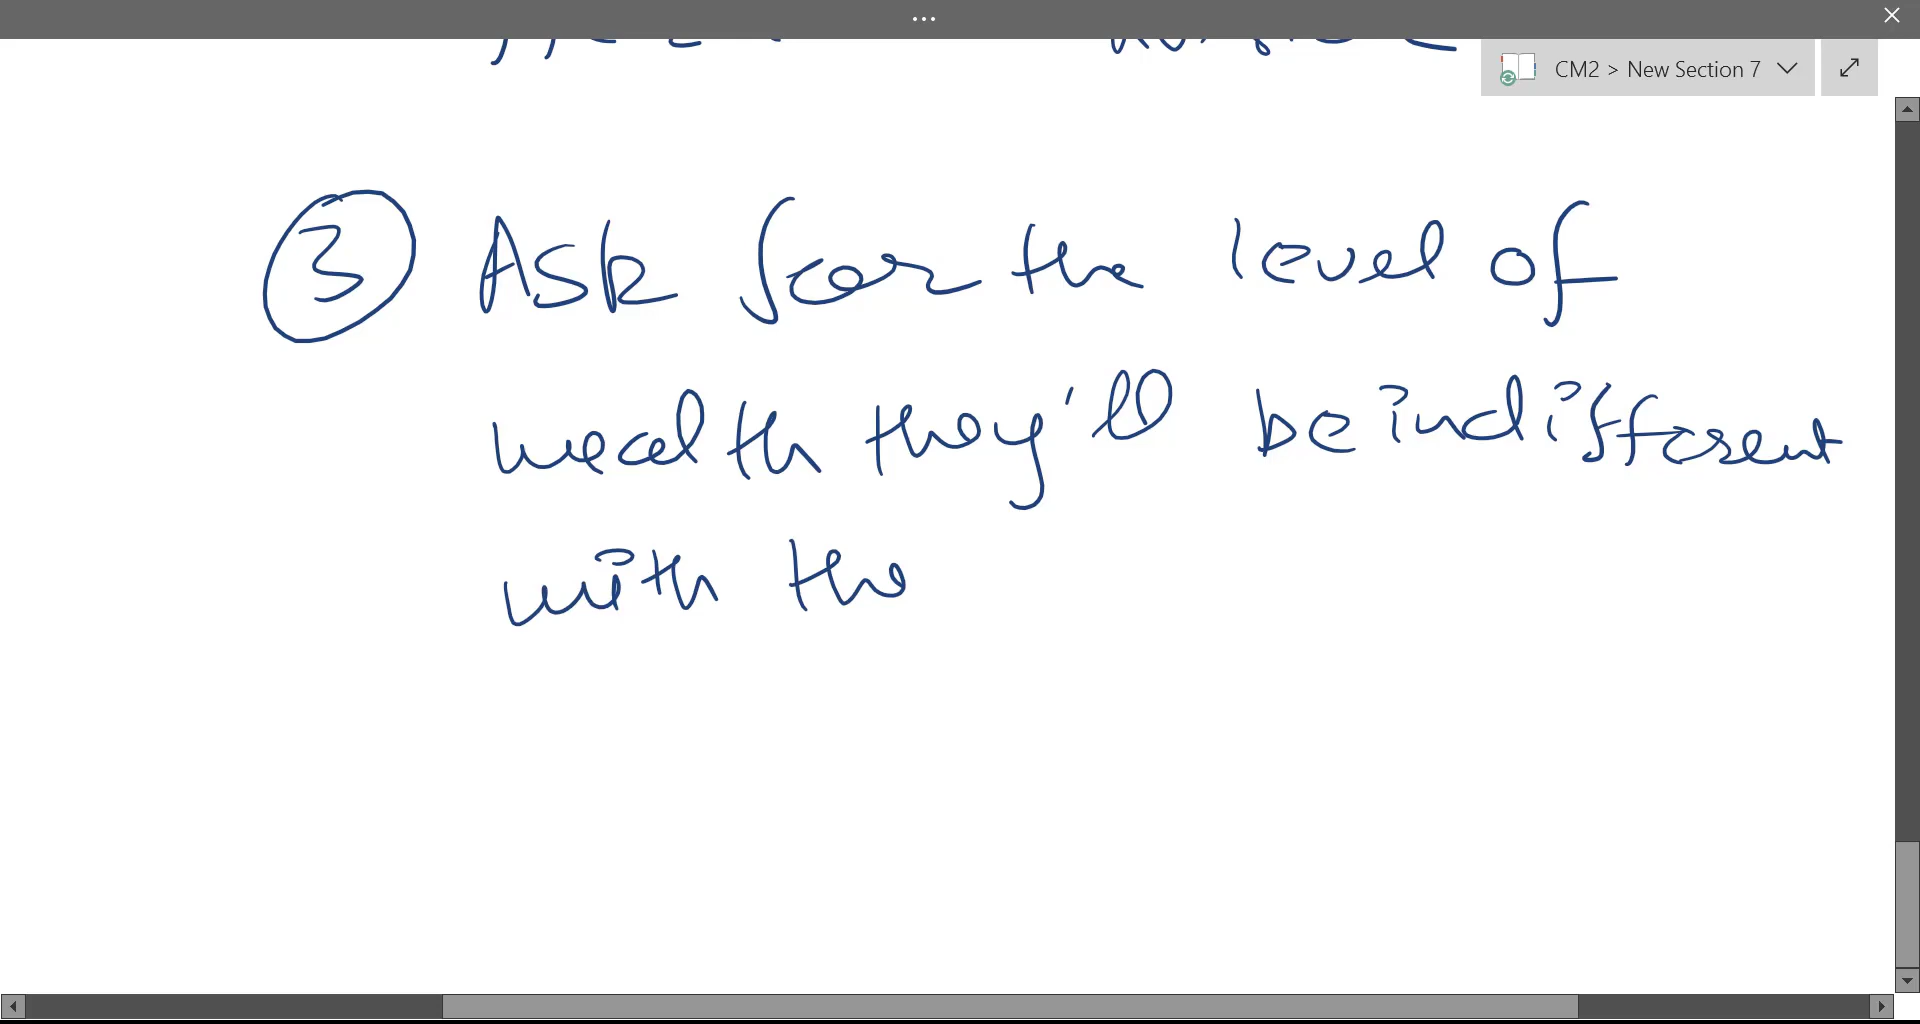 CM2 > New Section 7
3 Ask for the level of
wealth they'll be indifferent
with the